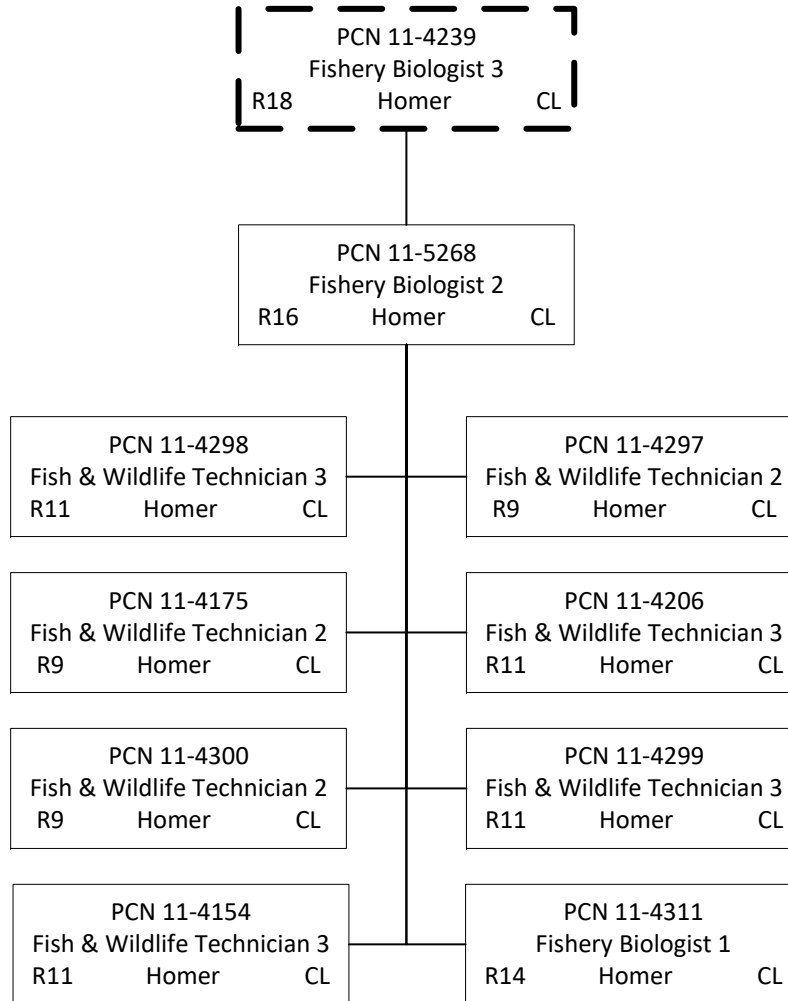 PCN 11-4239
Fishery Biologist 3
R18 Homer CL
PCN 11-5268
Fishery Biologist 2
R16 Homer CL
PCN 11-4298
Fish & Wildlife Technician 3
R11 Homer CL
PCN 11-4297
Fish & Wildlife Technician 2
R9 Homer CL
PCN 11-4175
Fish & Wildlife Technician 2
R9 Homer CL
PCN 11-4206
Fish & Wildlife Technician 3
R11 Homer CL
PCN 11-4300
Fish & Wildlife Technician 2
R9 Homer CL
PCN 11-4299
Fish & Wildlife Technician 3
R11 Homer CL
PCN 11-4154
Fish & Wildlife Technician 3
R11 Homer CL
PCN 11-4311
Fishery Biologist 1
R14 Homer CL